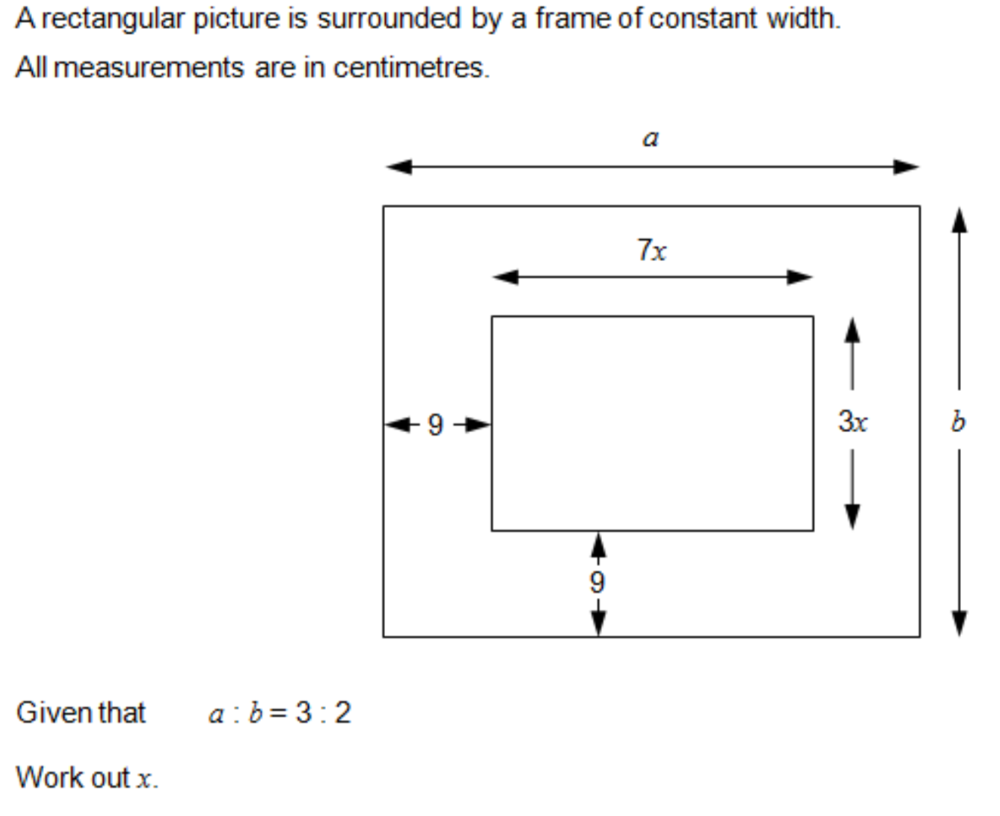 A rectangular picture is surrounded by a frame of constant width.
All measurements are in centimetres.
a
7x
9
3x
b
9
Given that a : b = 3 : 2
Work out x.